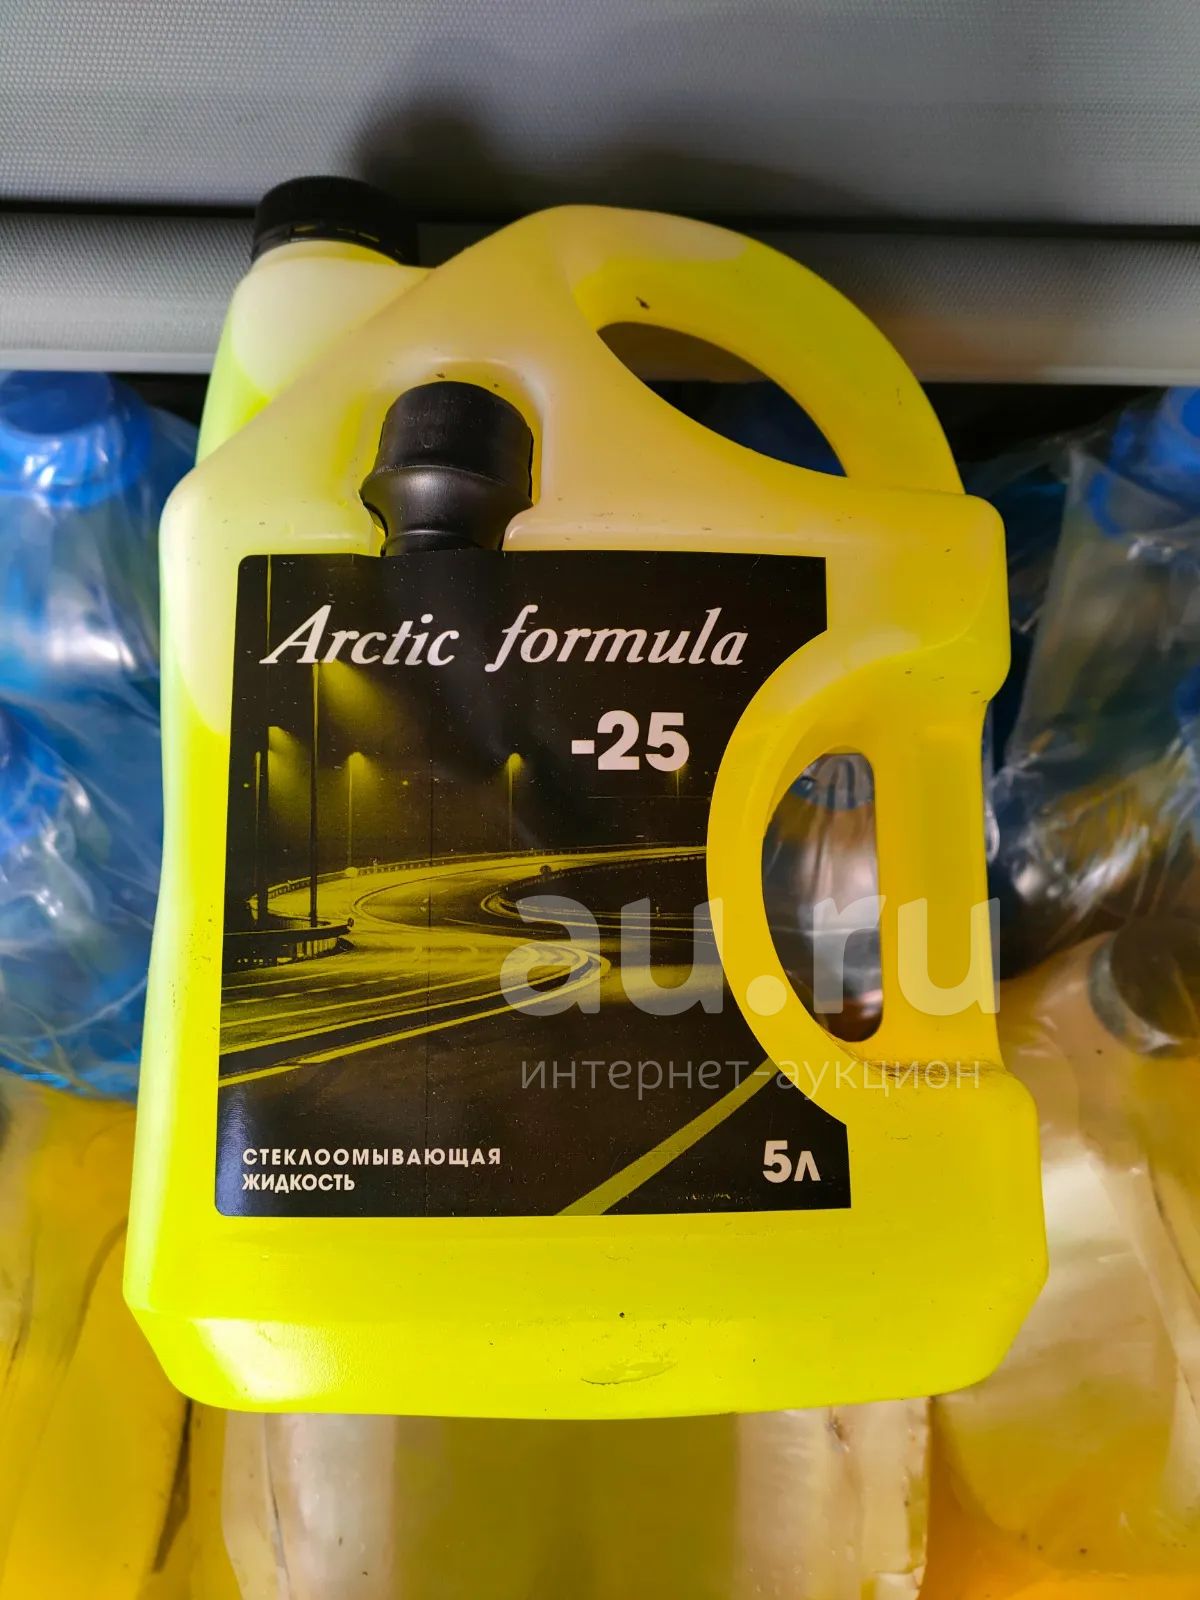 Arctic formula
-25
au.ru
интернет-аукцион
СТЕКЛООМЫВАЮЩАЯ
ЖИДКОСТЬ
5л